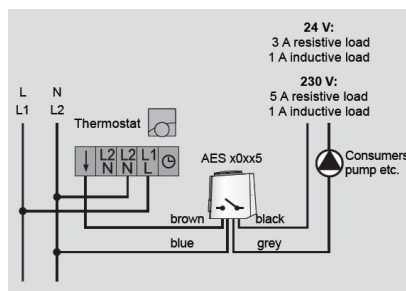 24 V:
3 A resistive load
1 A inductive load
230 V:
5 A resistive load
1 A inductive load
L N
L1 L2
Thermostat
L2 L2 L1
N N L
AES x0xx5
Consumers
pump etc.
brown black
blue grey